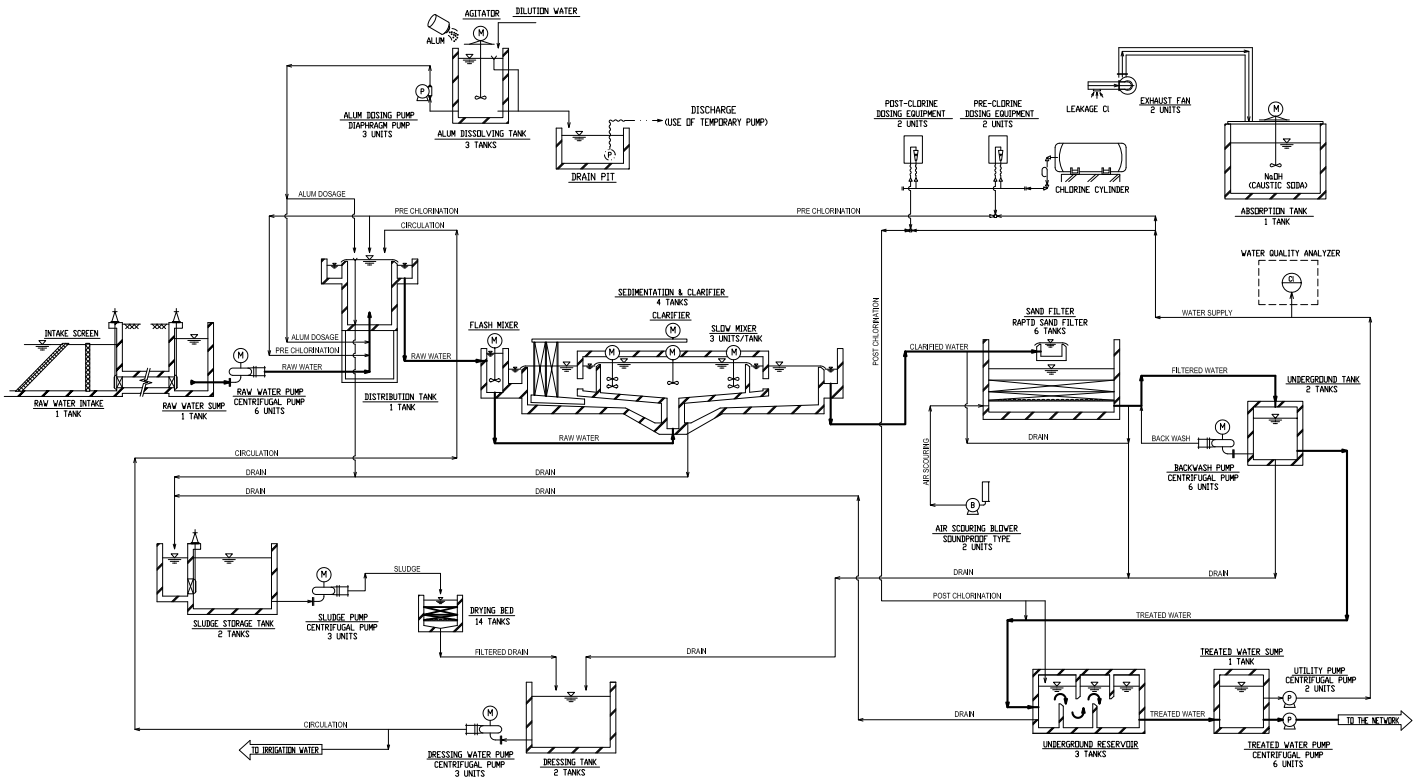 AGITATOR
DILUTION WATER
M
ALUM
P
ALUM DOSING PUMP
DIAPHRAGM PUMP
3 UNITS
ALUM DISSOLVING TANK
3 TANKS
DISCHARGE
(USE OF TEMPORARY PUMP)
P
DRAIN PIT
POST-CLORINE
DOSING EQUIPMENT
2 UNITS
PRE-CLORINE
DOSING EQUIPMENT
2 UNITS
CHLORINE CYLINDER
LEAKAGE Cl
EXHAUST FAN
2 UNITS
M
NaOH
(CAUSTIC SODA)
ABSORPTION TANK
1 TANK
ALUM DOSAGE
PRE CHLORINATION
PRE CHLORINATION
CIRCULATION
WATER QUALITY ANALYZER
Cl
WATER SUPPLY
POST CHLORINATION
INTAKE SCREEN
RAW WATER INTAKE
1 TANK
RAW WATER SUMP
1 TANK
M
RAW WATER PUMP
CENTRIFUGAL PUMP
6 UNITS
ALUM DOSAGE
PRE CHLORINATION
RAW WATER
DISTRIBUTION TANK
1 TANK
RAW WATER
FLASH MIXER
M
SEDIMENTATION & CLARIFIER
4 TANKS
CLARIFIER
M
SLOW MIXER
3 UNITS/TANK
M
M
M
RAW WATER
CLARIFIED WATER
SAND FILTER
RAPTD SAND FILTER
6 TANKS
FILTERED WATER
UNDERGROUND TANK
2 TANKS
DRAIN
BACK WASH
M
BACKWASH PUMP
CENTRIFUGAL PUMP
6 UNITS
AIR SCOURING
B
AIR SCOURING BLOWER
SOUNDPROOF TYPE
2 UNITS
CIRCULATION
DRAIN
DRAIN
DRAIN
DRAIN
DRAIN
DRAIN
SLUDGE STORAGE TANK
2 TANKS
M
SLUDGE
SLUDGE PUMP
CENTRIFUGAL PUMP
3 UNITS
DRYING BED
14 TANKS
FILTERED DRAIN
DRAIN
POST CHLORINATION
TREATED WATER
CIRCULATION
TO IRRIGATION WATER
M
DRESSING WATER PUMP
CENTRIFUGAL PUMP
3 UNITS
DRESSING TANK
2 TANKS
DRAIN
UNDERGROUND RESERVOIR
3 TANKS
TREATED WATER
TREATED WATER SUMP
1 TANK
UTILITY PUMP
CENTRIFUGAL PUMP
2 UNITS
P
P
TO THE NETWORK
TREATED WATER PUMP
CENTRIFUGAL PUMP
6 UNITS